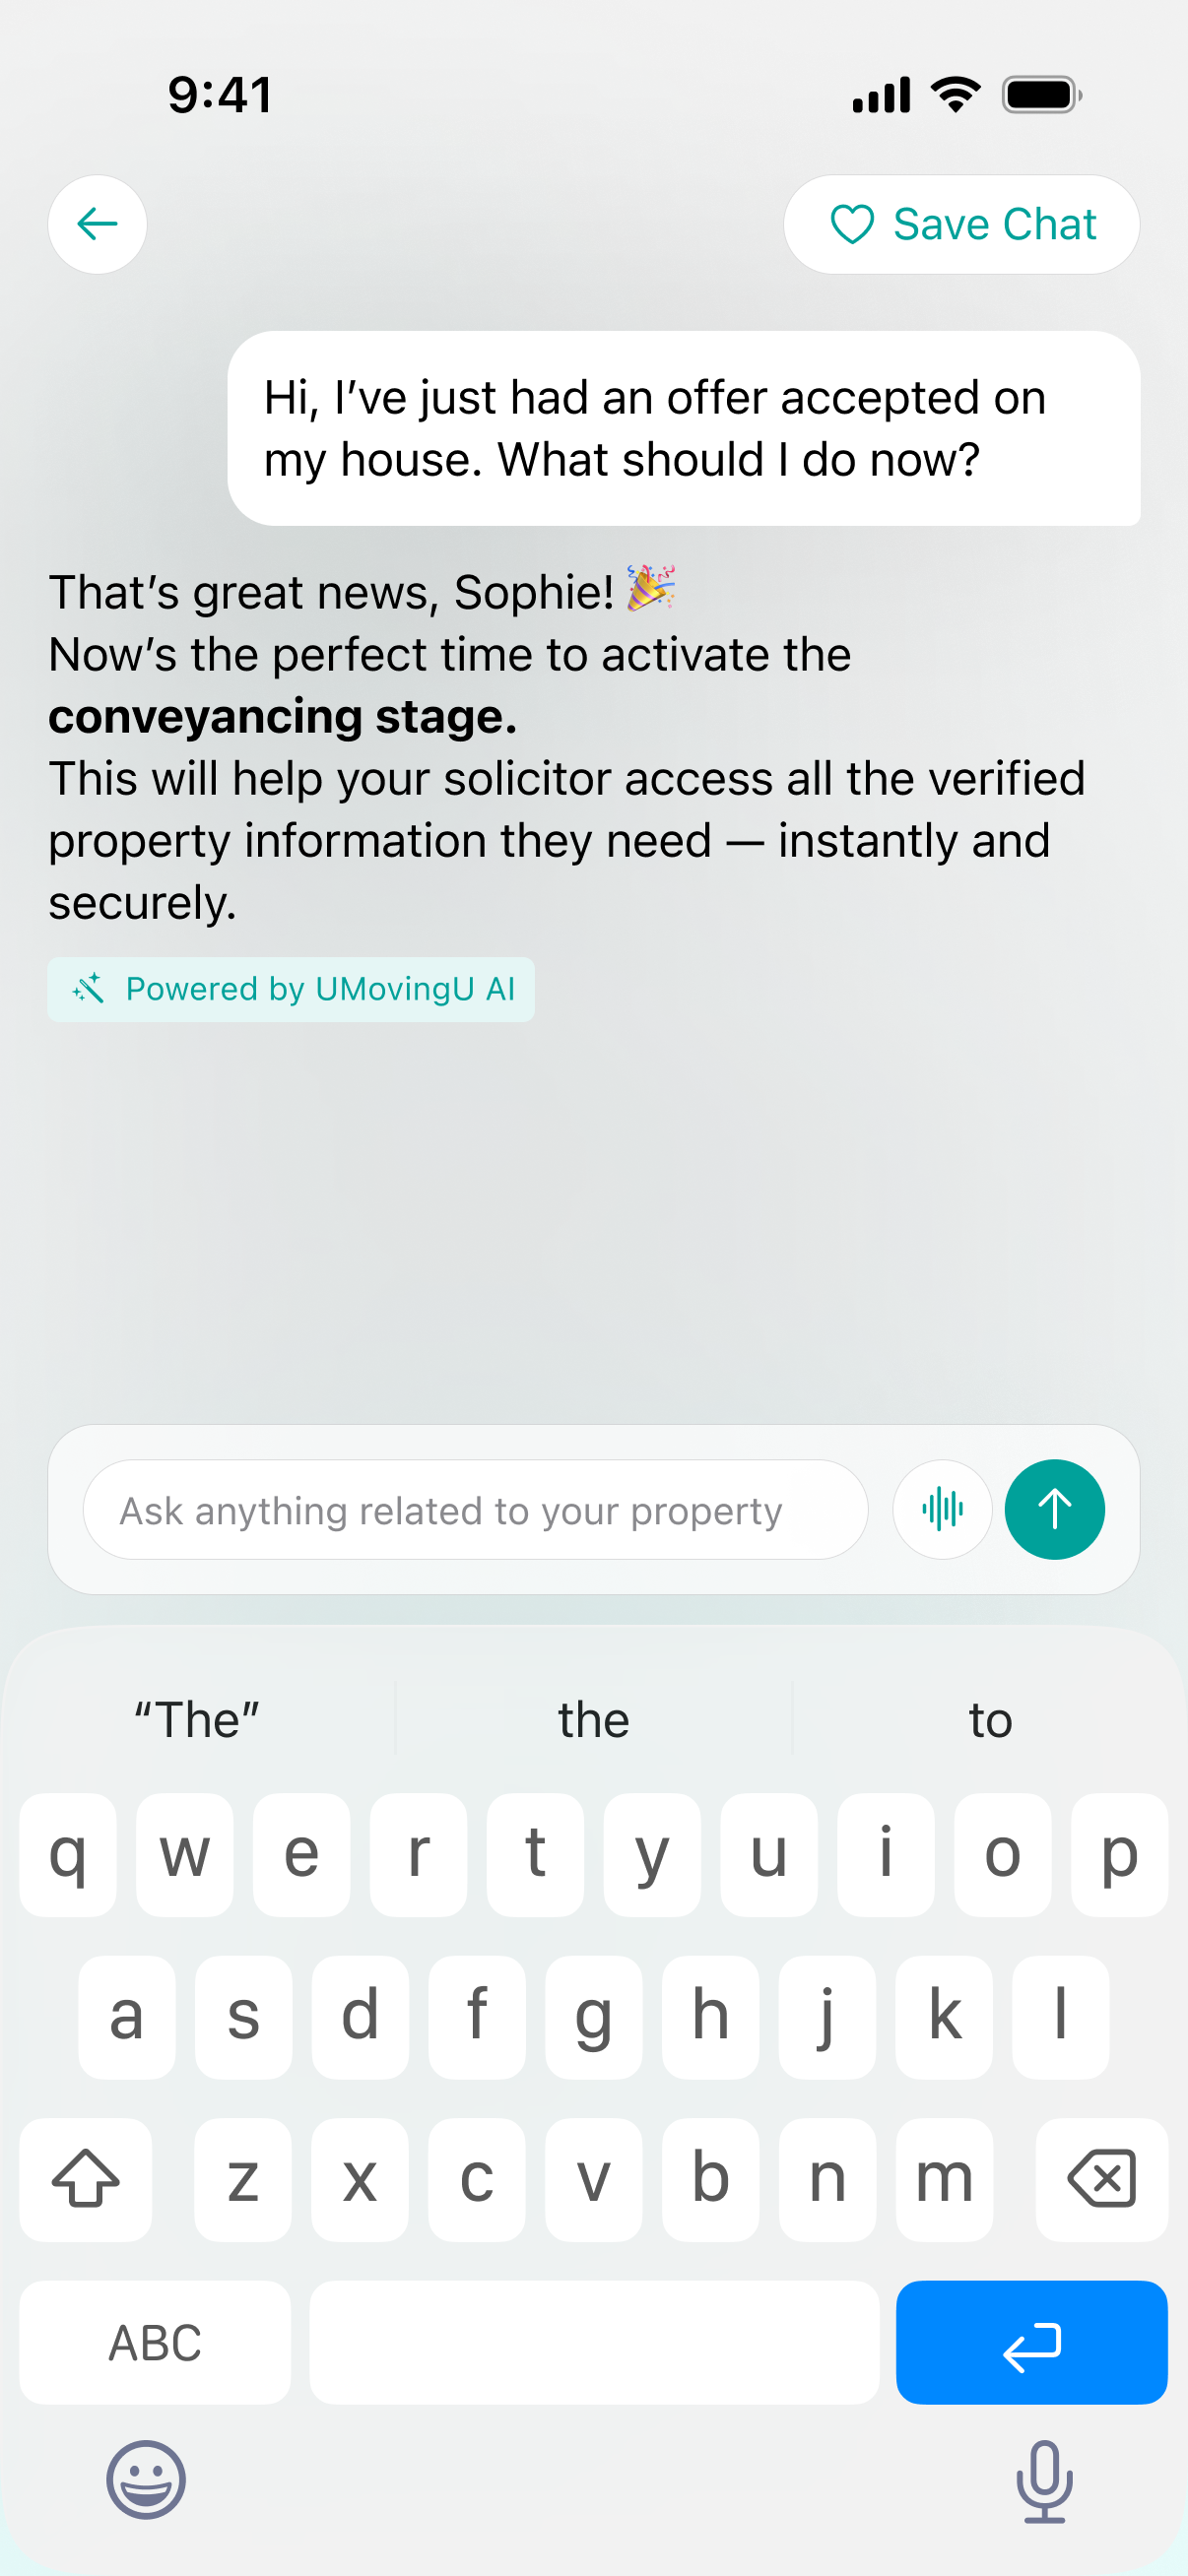 9:41
Save Chat
Hi, I’ve just had an offer accepted on
my house. What should I do now?
That’s great news, Sophie! 🎉
Now’s the perfect time to activate the
conveyancing stage.
This will help your solicitor access all the verified
property information they need — instantly and
securely.
Powered by UMovingU AI
Ask anything related to your property
“The” the to
q w e r t y u i o p
a s d f g h j k l
z x c v b n m
ABC